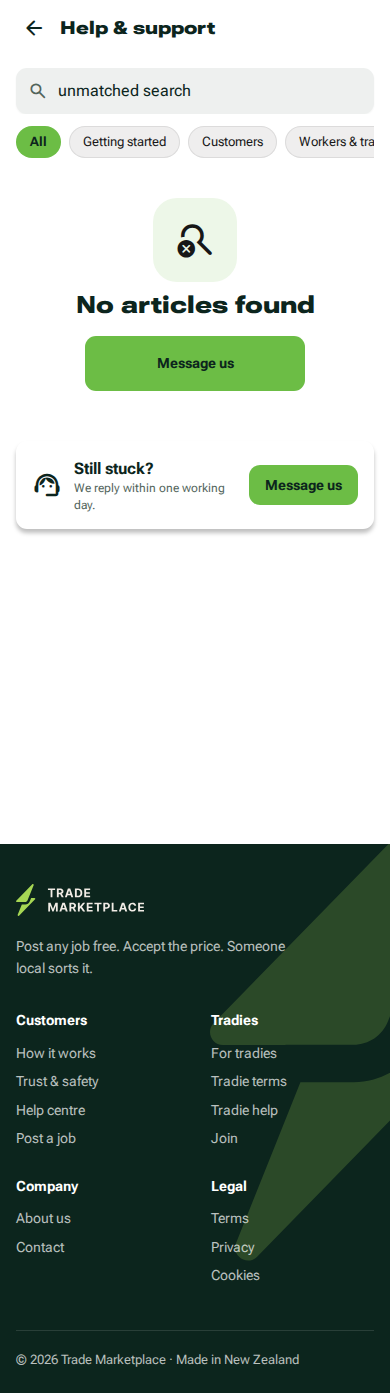 Help & support
unmatched search
All
Getting started
Customers
Workers & tra
No articles found
Message us
Still stuck?
We reply within one working
day.
Message us
TRADE
MARKETPLACE
Post any job free. Accept the price. Someone
local sorts it.
Customers
How it works
Trust & safety
Help centre
Post a job
Tradies
For tradies
Tradie terms
Tradie help
Join
Company
About us
Contact
Legal
Terms
Privacy
Cookies
© 2026 Trade Marketplace · Made in New Zealand